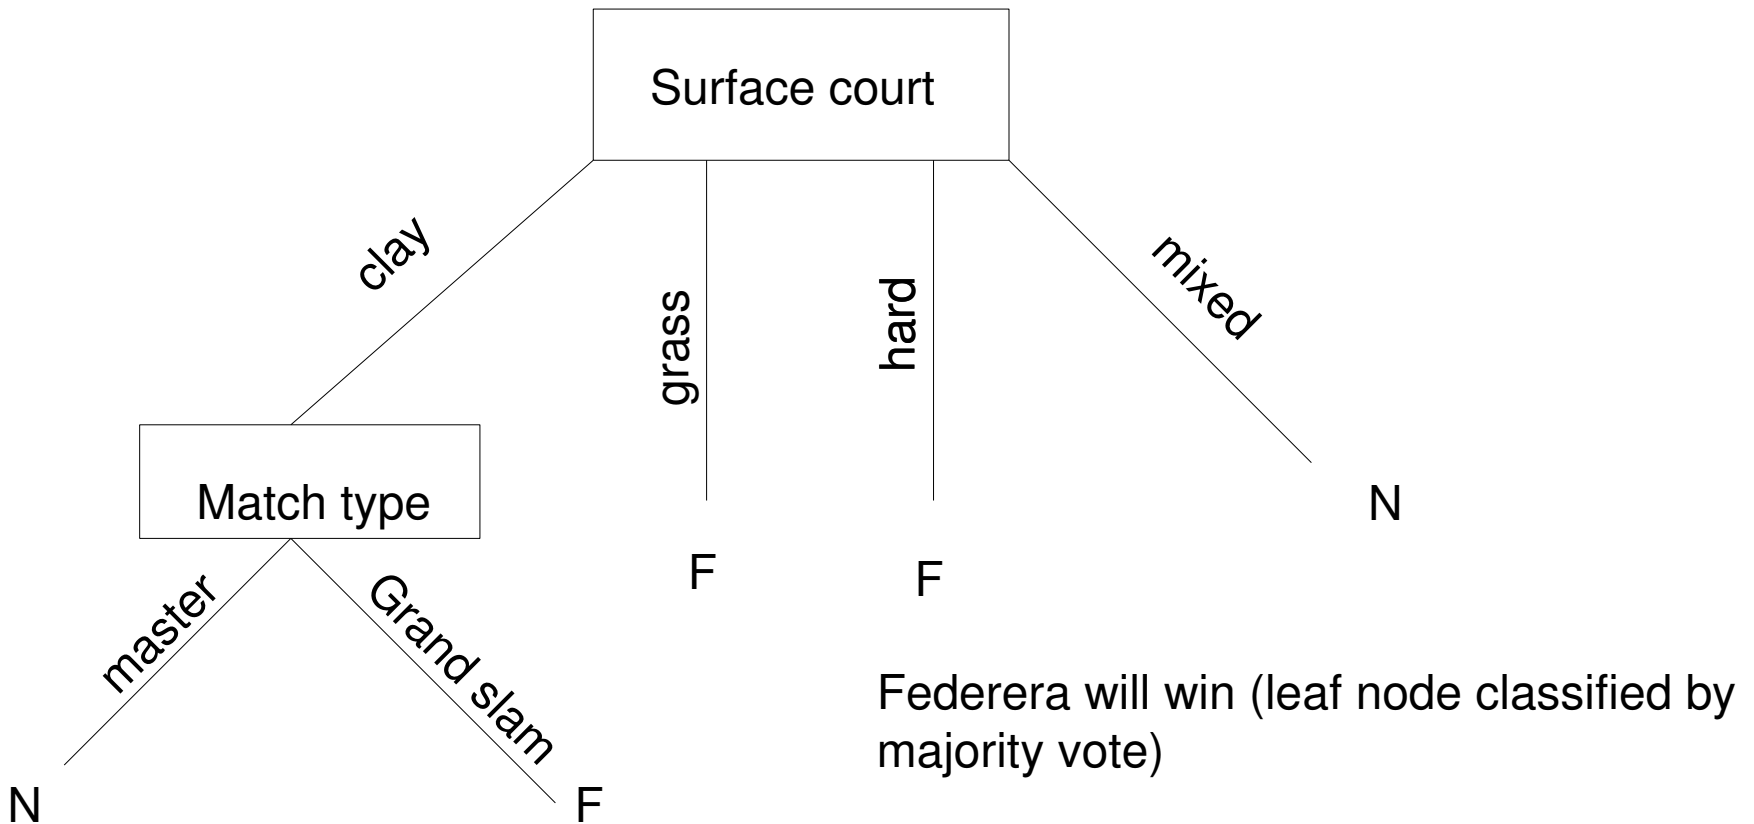 Surface court
clay
grass
hard
mixed
Match type
N
F
F
master
Grand slam
Federera will win (leaf node classified by
majority vote)
N
F